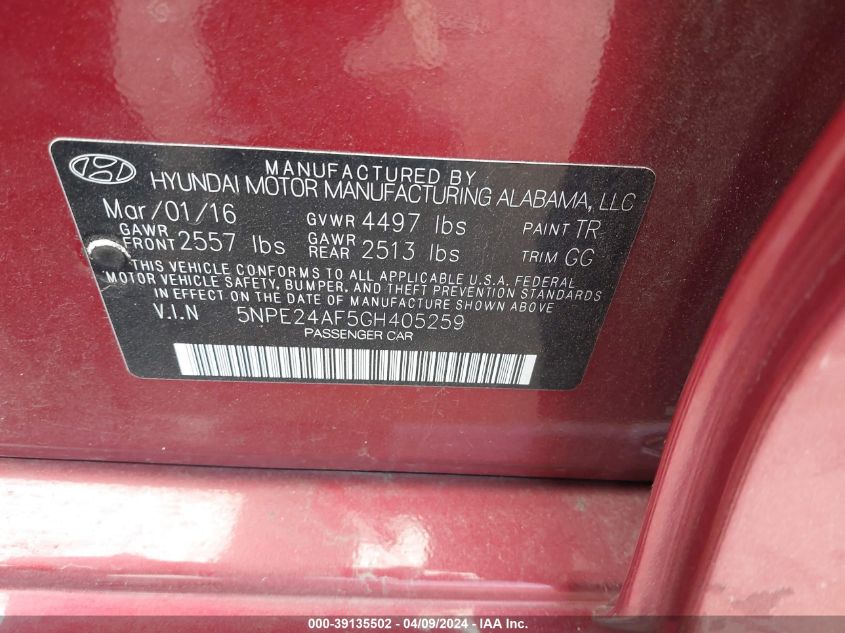 MANUFACTURED BY
HYUNDAI MOTOR MANUFACTURING ALABAMA, LLC
Mar/01/16 GVWR 4497 lbs PAINT TR
GAWR FRONT 2557 lbs GAWR REAR 2513 lbs TRIM GG
THIS VEHICLE CONFORMS TO ALL APPLICABLE U.S.A. FEDERAL
MOTOR VEHICLE SAFETY, BUMPER, AND THEFT PREVENTION STANDARDS
IN EFFECT ON THE DATE OF MANUFACTURE SHOWN ABOVE
V.I.N 5NPE24AF5GH405259
PASSENGER CAR
000-39135502 - 04/09/2024 - IAA Inc.